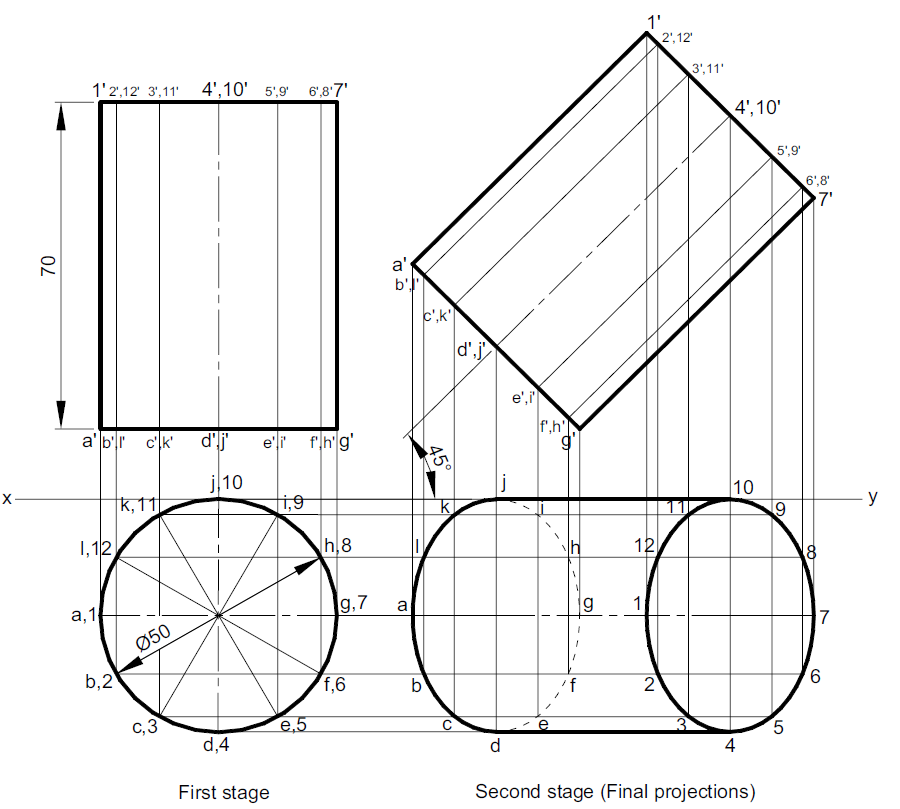 1'
2',12'
3',11'
4',10'
5',9'
6',8'
7'
1' 2',12' 3',11' 4',10' 5',9' 6',8' 7'
70
a'
b',l'
c',k'
d',j'
e',i'
f',h'
g'
45°
a' b',l' c',k' d',j' e',i' f',h' g'
x
y
j,10
k,11
i,9
l,12
h,8
a,1
g,7
Ø50
b,2
f,6
c,3
e,5
d,4
j
k
i
l
h
a
g
b
f
c
e
d
10
11
9
12
8
1
7
2
6
3
5
4
First stage
Second stage (Final projections)